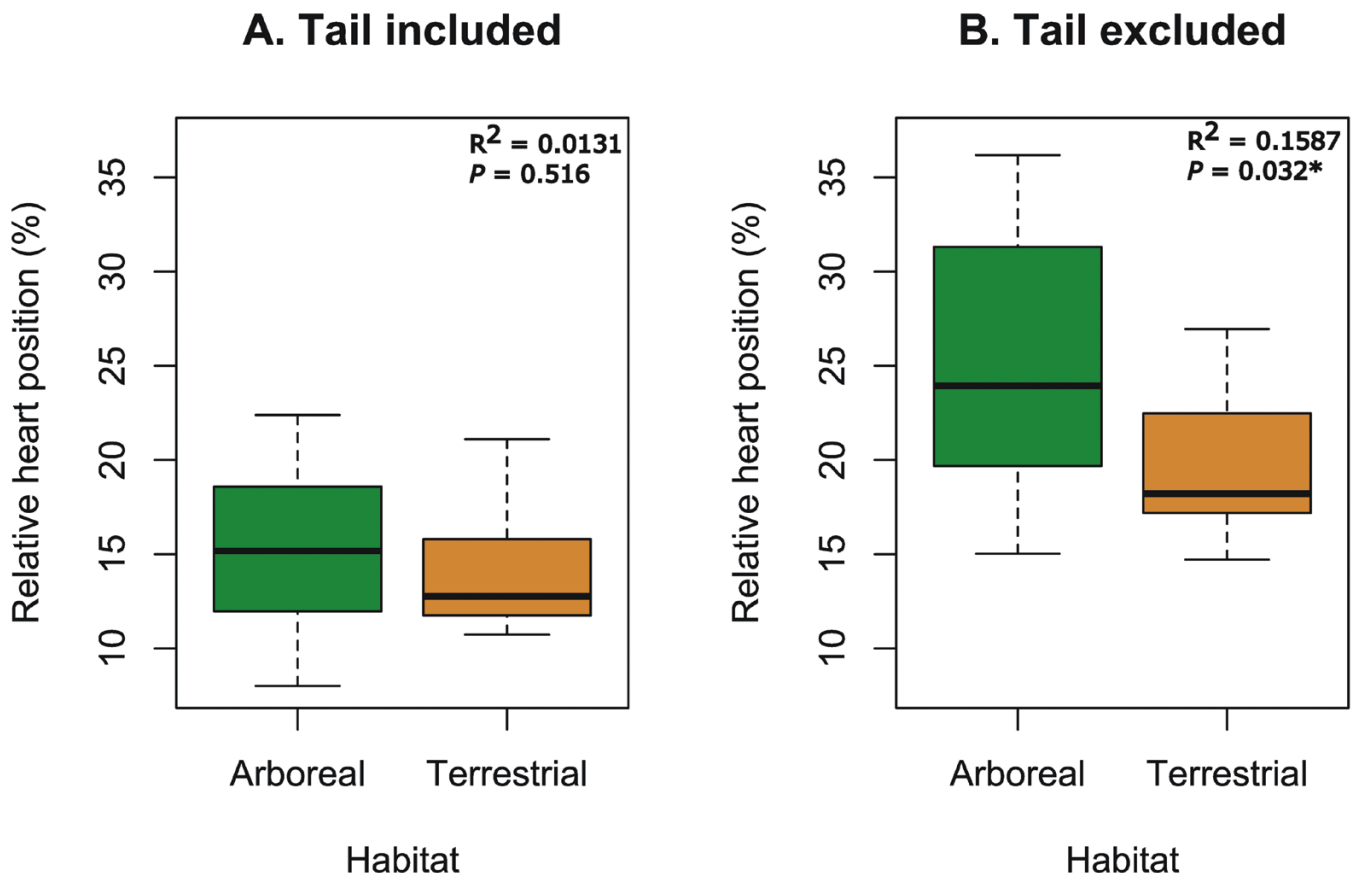 A. Tail included
R² = 0.0131
P = 0.516
Relative heart position (%)
35
30
25
20
15
10
Arboreal
Terrestrial
Habitat
B. Tail excluded
R² = 0.1587
P = 0.032*
Relative heart position (%)
35
30
25
20
15
10
Arboreal
Terrestrial
Habitat